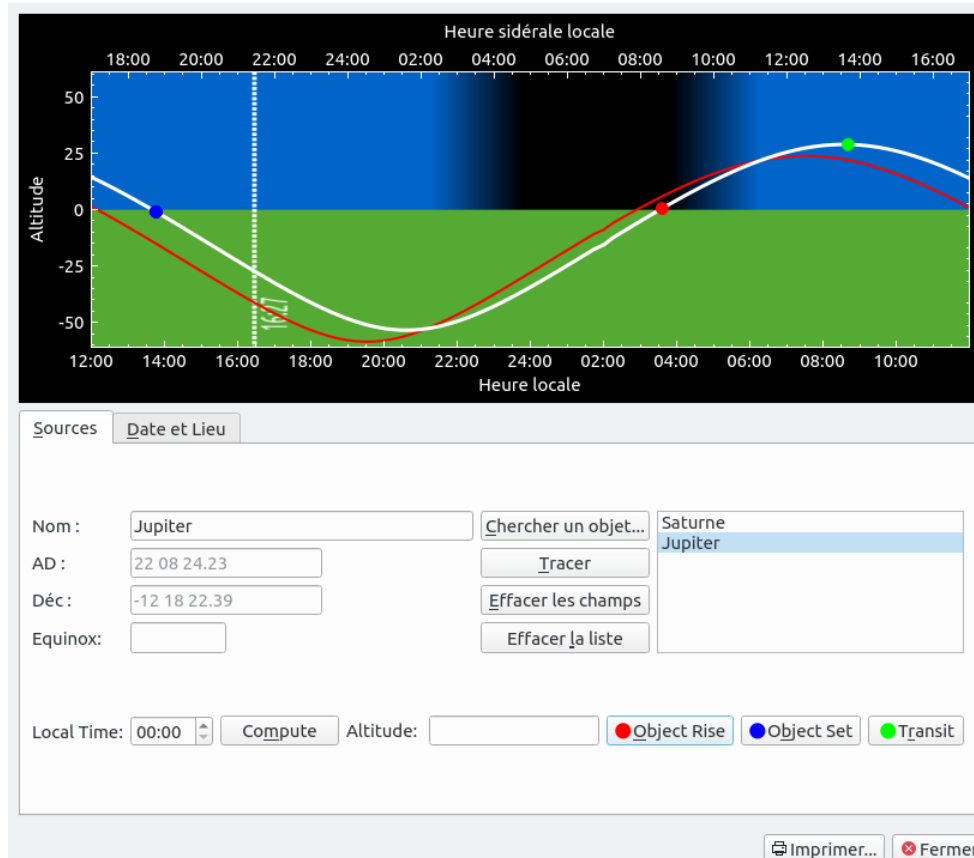 Heure sidérale locale
18:00 20:00 22:00 24:00 02:00 04:00 06:00 08:00 10:00 12:00 14:00 16:00
50
25
0
-25
-50
Altitude
16:27
12:00 14:00 16:00 18:00 20:00 22:00 24:00 02:00 04:00 06:00 08:00 10:00
Heure locale
Sources Date et Lieu
Nom : Jupiter Chercher un objet... Saturne
Jupiter
AD : 22 08 24.23 Tracer
Déc : -12 18 22.39 Effacer les champs
Equinox: Effacer la liste
Local Time: 00:00 Compute Altitude: Object Rise Object Set Transit
Imprimer... Fermer